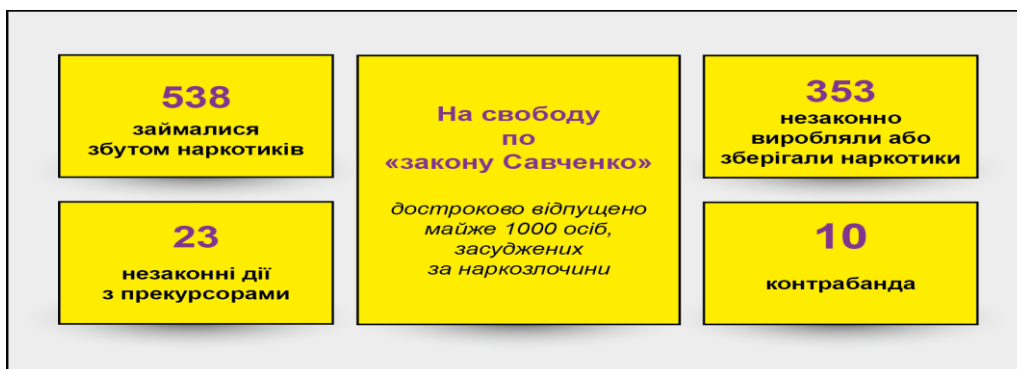 538
займалися
збутом наркотиків
23
незаконні дії
з прекурсорами
На свободу
по
«закону Савченко»
достроково відпущено
майже 1000 осіб,
засуджених
за наркозлочини
353
незаконно
виробляли або
зберігали наркотики
10
контрабанда